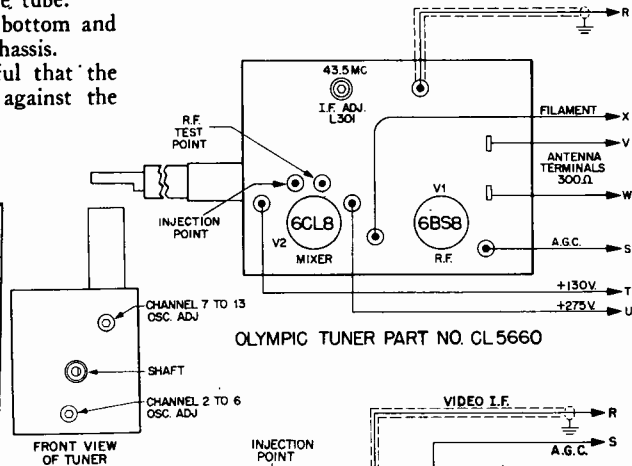 e tube.
bottom and
hassis.
ul that the
against the
R
43.5MC
I.F. ADJ.
L301
R.F.
TEST
POINT
FILAMENT
X
V
ANTENNA
TERMINALS
300Ω
W
INJECTION
POINT
V2
6CL8
MIXER
V1
6BS8
R.F.
A.G.C.
S
+130V.
T
+275V.
U
OLYMPIC TUNER PART NO. CL5660
CHANNEL 7 TO 13
OSC. ADJ
SHAFT
CHANNEL 2 TO 6
OSC. ADJ
FRONT VIEW
OF TUNER
VIDEO I.F.
R
S
A.G.C.
INJECTION
POINT